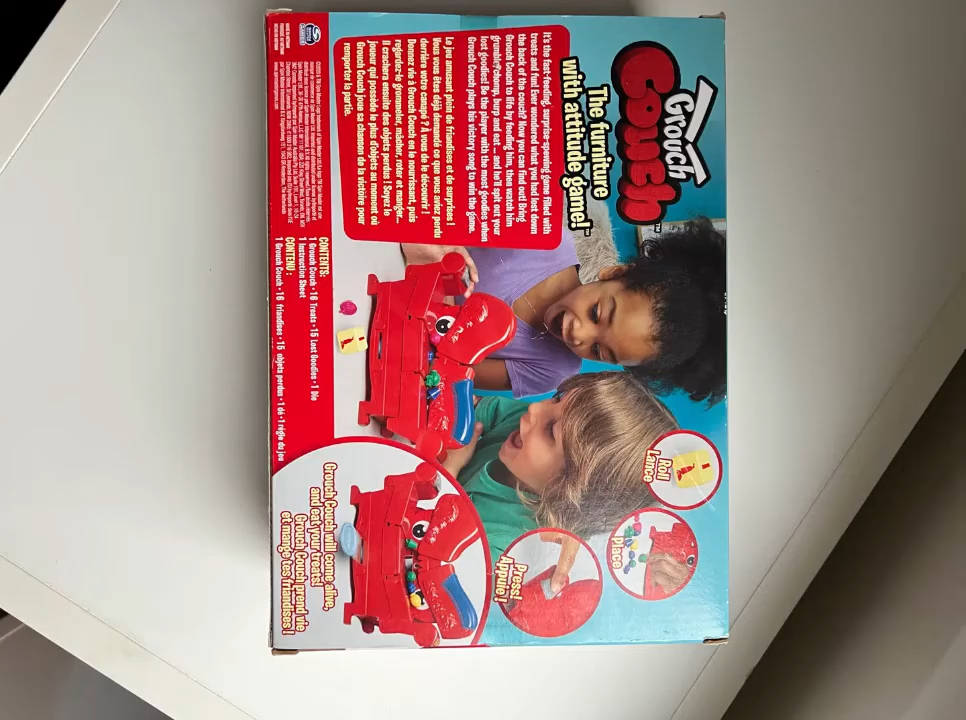 Grouch
COUCH™
The furniture
with attitude game!™
It's the fast-feeding, surprise-spewing game filled with
treats and fun! Ever wondered what you had lost down
the back of the couch? Now you can find out! Bring
Grouch Couch to life by feeding him, then watch him
grumble, chomp, burp and eat ... and he'll spit out your
lost goodies! Be the player with the most goodies when
Grouch Couch plays his victory song to win the game.
Le jeu amusant plein de friandises et de surprises !
Vous vous êtes déjà demandé ce que vous aviez perdu
derrière votre canapé ? À vous de le découvrir !
Donnez vie à Grouch Couch en le nourrissant, puis
regardez-le grommeler, mâcher, roter et manger...
Il crachera ensuite des objets perdus ! Soyez le
joueur qui possède le plus d'objets au moment où
Grouch Couch joue sa chanson de la victoire pour
remporter la partie.
Roll
Lance
Place
Press!
Appuie !
Grouch Couch will come alive,
and eat your treats!
Grouch Couch prend vie
et mange tes friandises !
CONTENTS:
1 Grouch Couch • 16 Treats • 15 Lost Goodies • 1 Die
1 Instruction Sheet
CONTENU :
1 Grouch Couch • 16 friandises • 15 objets perdus • 1 dé • 1 règle du jeu
MADE IN VIETNAM